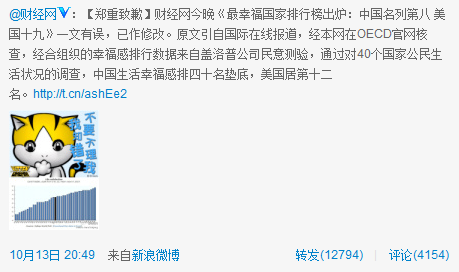 @财经网V：【郑重致歉】财经网今晚《最幸福国家排行榜出炉：中国名列第八 美
国十九》一文有误，已作修改。原文引自国际在线报道，经本网在OECD官网核
查，经合组织的幸福感排行数据来自盖洛普公司民意测验，通过对40个国家公民生
活状况的调查，中国生活幸福感排四十名垫底，美国居第十二
名。http://t.cn/ashEe2
不要不理我
我知错了
10月13日 20:49 来自新浪微博 转发(12794) | 评论(4154)